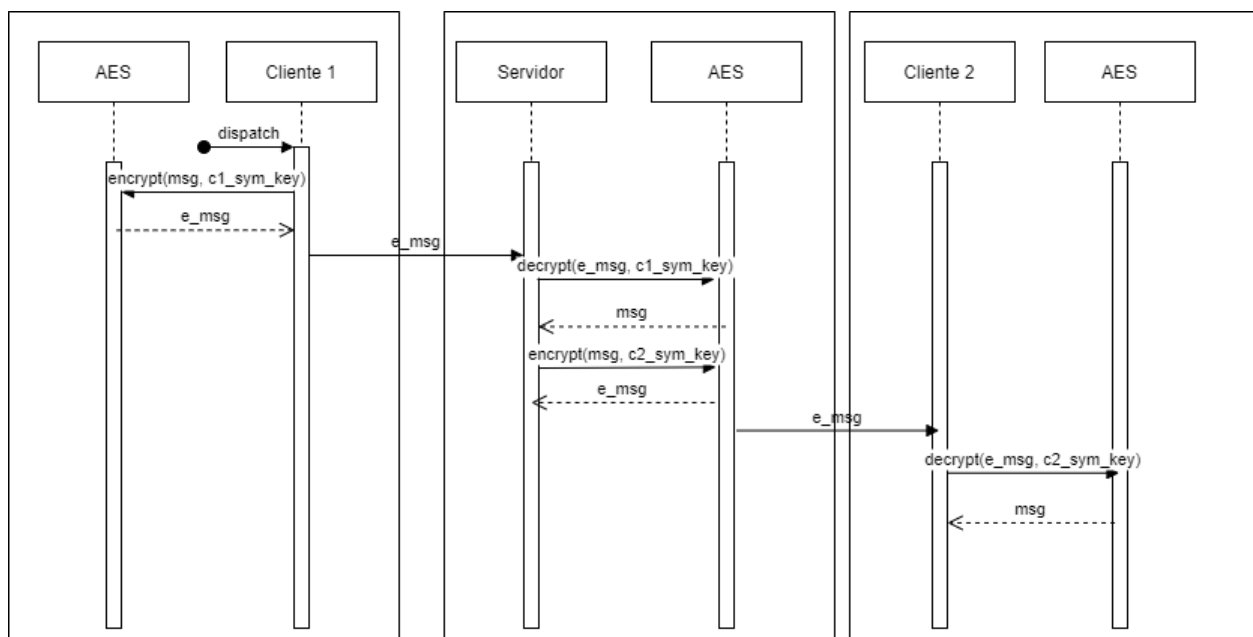 AES
Cliente 1
Servidor
AES
Cliente 2
AES
dispatch
encrypt(msg, c1_sym_key)
e_msg
e_msg
decrypt(e_msg, c1_sym_key)
msg
encrypt(msg, c2_sym_key)
e_msg
e_msg
decrypt(e_msg, c2_sym_key)
msg